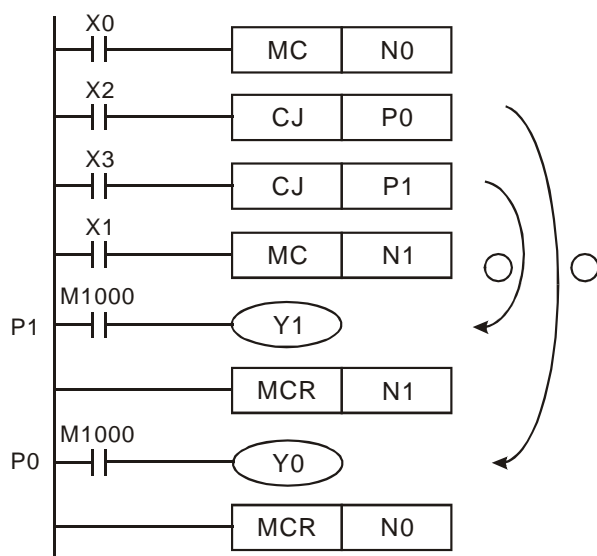 X0
MC N0
X2
CJ P0
X3
CJ P1
X1
MC N1
M1000
P1 Y1
MCR N1
M1000
P0 Y0
MCR N0